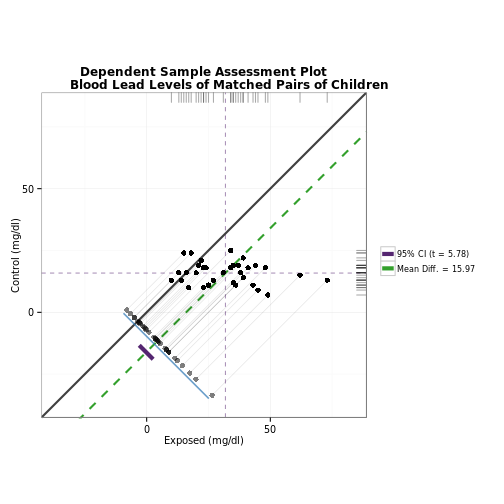 Dependent Sample Assessment Plot
Blood Lead Levels of Matched Pairs of Children
50
0
Control (mg/dl)
0 50
Exposed (mg/dl)
95% CI (t = 5.78)
Mean Diff. = 15.97